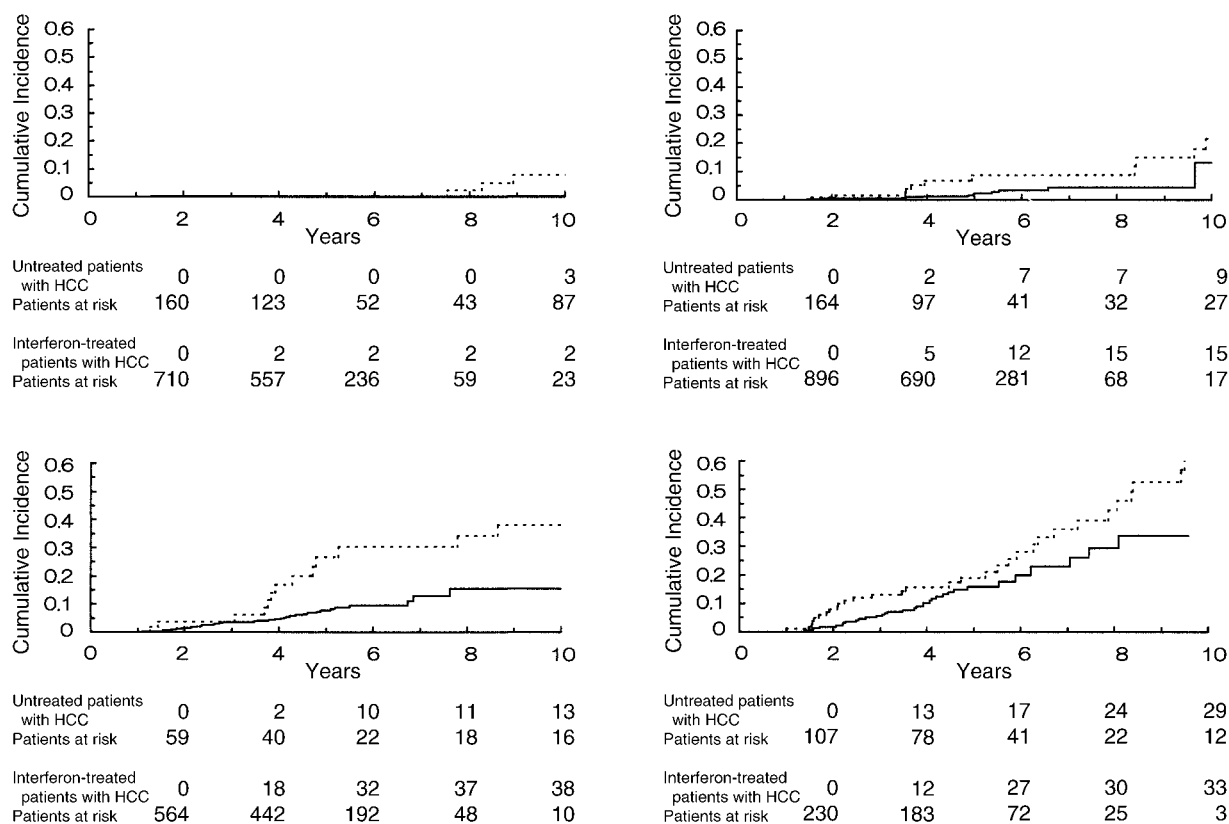 Cumulative Incidence
0.6
0.5
0.4
0.3
0.2
0.1
0
0 2 4 6 8 10
Years
Untreated patients
with HCC 0 0 0 0 3
Patients at risk 160 123 52 43 87
Interferon-treated
patients with HCC 0 2 2 2 2
Patients at risk 710 557 236 59 23
Cumulative Incidence
0.6
0.5
0.4
0.3
0.2
0.1
0
0 2 4 6 8 10
Years
Untreated patients
with HCC 0 2 7 7 9
Patients at risk 164 97 41 32 27
Interferon-treated
patients with HCC 0 5 12 15 15
Patients at risk 896 690 281 68 17
Cumulative Incidence
0.6
0.5
0.4
0.3
0.2
0.1
0
0 2 4 6 8 10
Years
Untreated patients
with HCC 0 2 10 11 13
Patients at risk 59 40 22 18 16
Interferon-treated
patients with HCC 0 18 32 37 38
Patients at risk 564 442 192 48 10
Cumulative Incidence
0.6
0.5
0.4
0.3
0.2
0.1
0
0 2 4 6 8 10
Years
Untreated patients
with HCC 0 13 17 24 29
Patients at risk 107 78 41 22 12
Interferon-treated
patients with HCC 0 12 27 30 33
Patients at risk 230 183 72 25 3